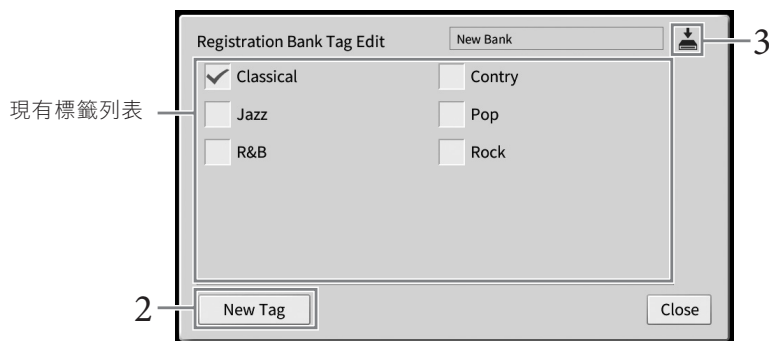 Registration Bank Tag Edit
New Bank
3
Classical
Contry
現有標籤列表
Jazz
Pop
R&B
Rock
2
New Tag
Close